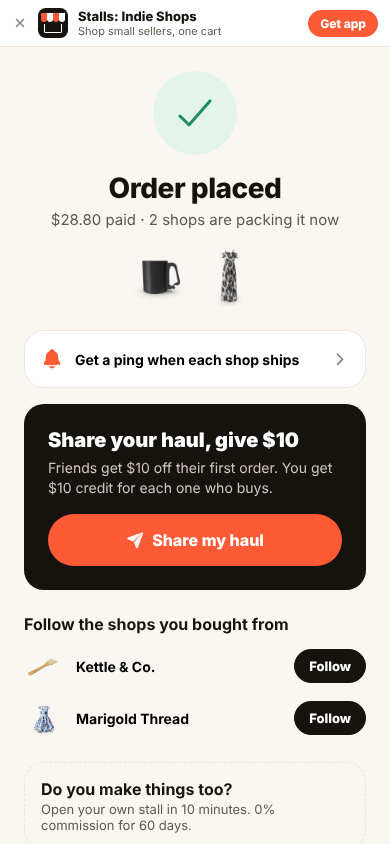 Stalls: Indie Shops
Shop small sellers, one cart
Get app
Order placed
$28.80 paid · 2 shops are packing it now
Get a ping when each shop ships
Share your haul, give $10
Friends get $10 off their first order. You get
$10 credit for each one who buys.
Share my haul
Follow the shops you bought from
Kettle & Co.
Follow
Marigold Thread
Follow
Do you make things too?
Open your own stall in 10 minutes. 0%
commission for 60 days.